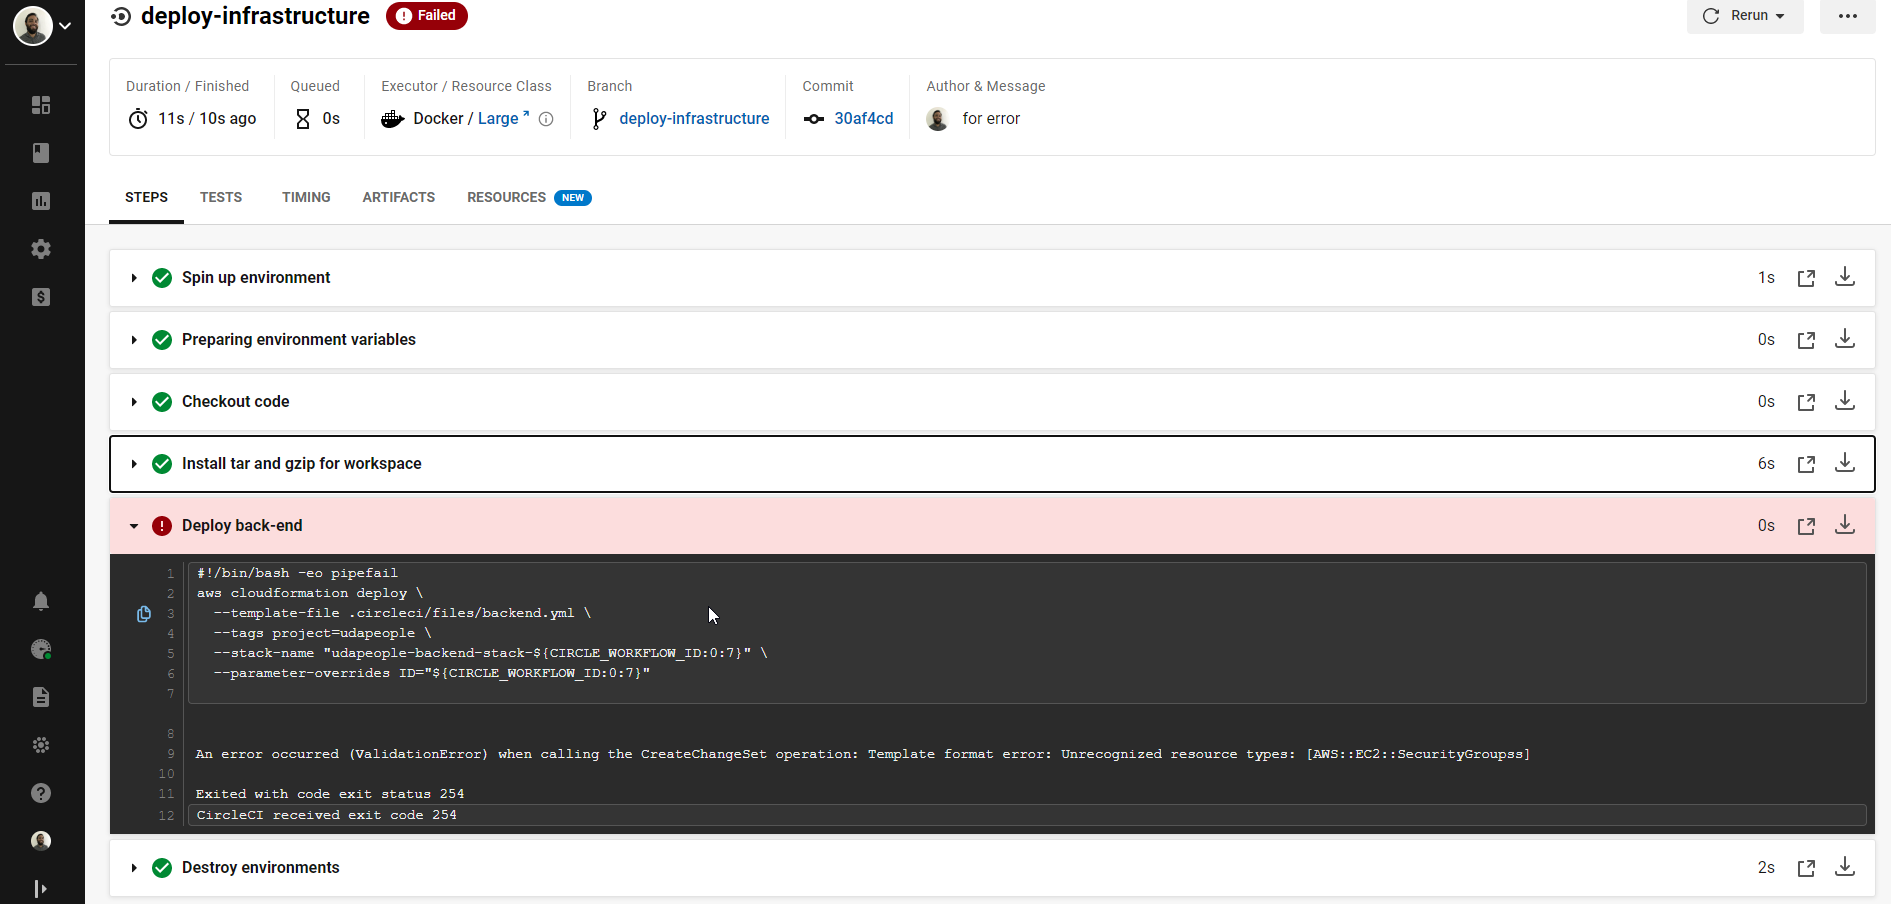 deploy-infrastructure
Failed
Rerun
Duration / Finished
Queued
Executor / Resource Class
Branch
Commit
Author & Message
11s / 10s ago
0s
Docker / Large
deploy-infrastructure
30af4cd
for error
STEPS
TESTS
TIMING
ARTIFACTS
RESOURCES
NEW
Spin up environment
1s
Preparing environment variables
0s
Checkout code
0s
Install tar and gzip for workspace
6s
Deploy back-end
0s
1 #!/bin/bash -eo pipefail
2 aws cloudformation deploy \
3   --template-file .circleci/files/backend.yml \
4   --tags project=udapeople \
5   --stack-name "udapeople-backend-stack-${CIRCLE_WORKFLOW_ID:0:7}" \
6   --parameter-overrides ID="${CIRCLE_WORKFLOW_ID:0:7}"
7
8
9 An error occurred (ValidationError) when calling the CreateChangeSet operation: Template format error: Unrecognized resource types: [AWS::EC2::SecurityGroupss]
10
11 Exited with code exit status 254
12 CircleCI received exit code 254
Destroy environments
2s